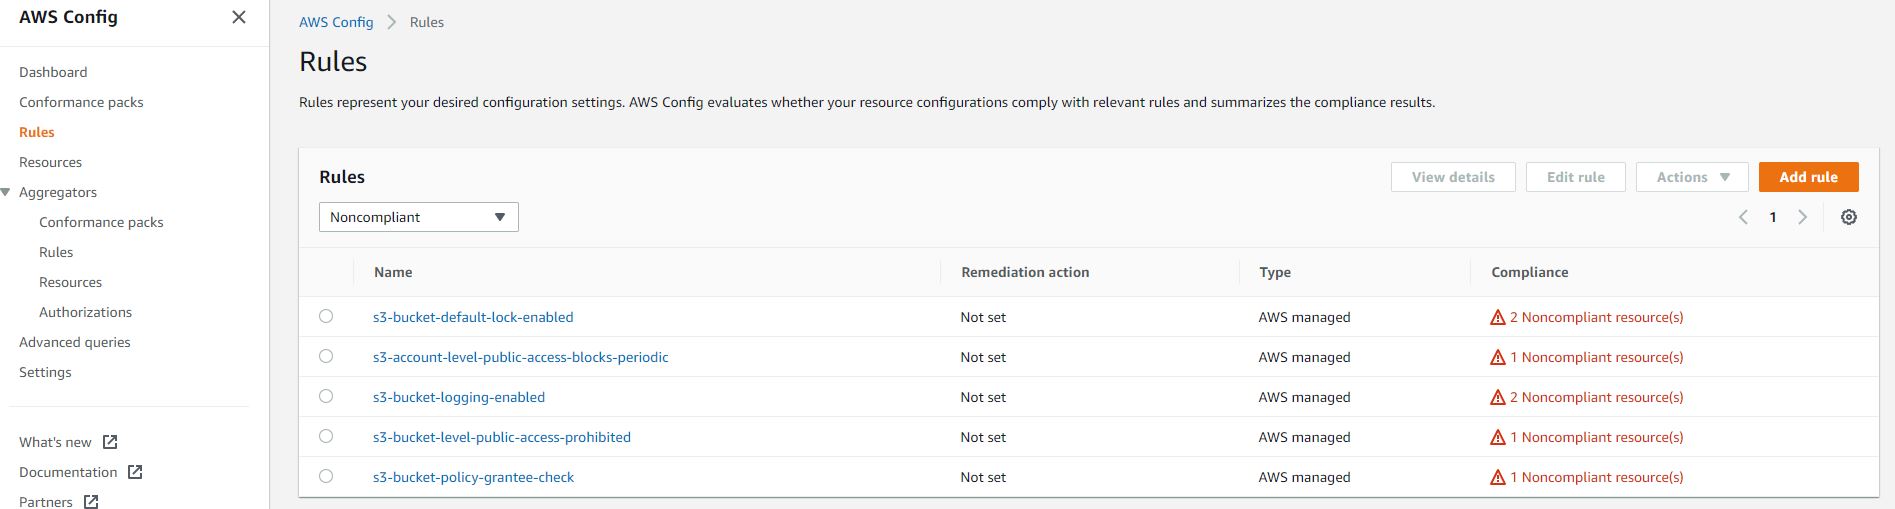 AWS Config
Dashboard
Conformance packs
Rules
Resources
Aggregators
Conformance packs
Rules
Resources
Authorizations
Advanced queries
Settings
What's new
Documentation
Partners
AWS Config > Rules
Rules
Rules represent your desired configuration settings. AWS Config evaluates whether your resource configurations comply with relevant rules and summarizes the compliance results.
Rules View details Edit rule Actions Add rule
Noncompliant 1
Name Remediation action Type Compliance
s3-bucket-default-lock-enabled Not set AWS managed 2 Noncompliant resource(s)
s3-account-level-public-access-blocks-periodic Not set AWS managed 1 Noncompliant resource(s)
s3-bucket-logging-enabled Not set AWS managed 2 Noncompliant resource(s)
s3-bucket-level-public-access-prohibited Not set AWS managed 1 Noncompliant resource(s)
s3-bucket-policy-grantee-check Not set AWS managed 1 Noncompliant resource(s)